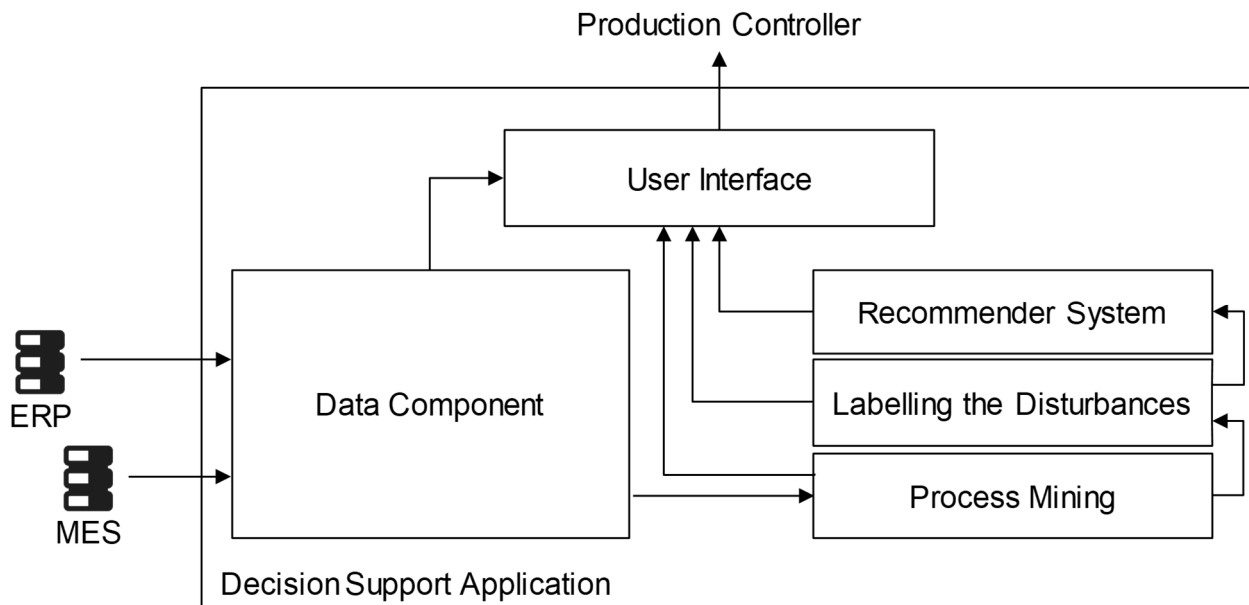 Production Controller
User Interface
Recommender System
ERP
Data Component
Labelling the Disturbances
Process Mining
MES
Decision Support Application